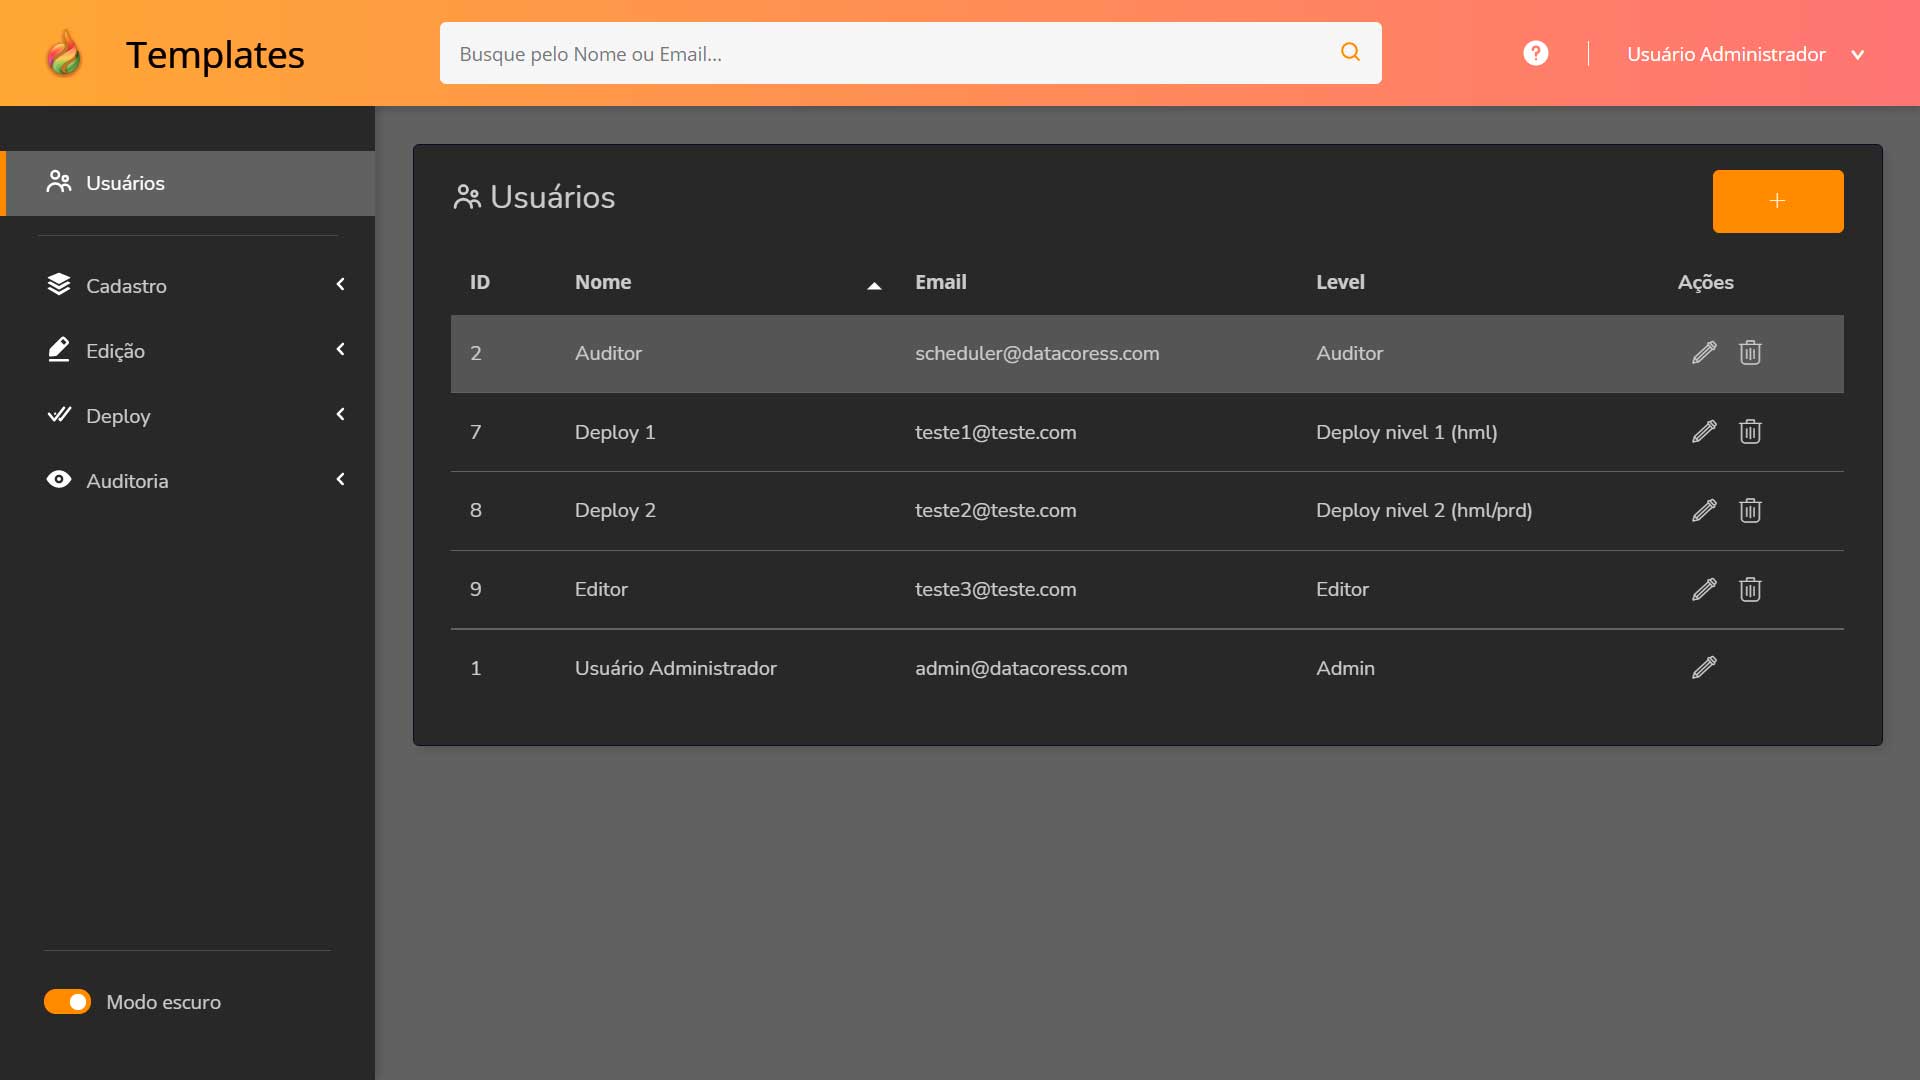 Templates
Busque pelo Nome ou Email...
Usuário Administrador
Usuários
Cadastro
Edição
Deploy
Auditoria
Modo escuro
Usuários
+
ID Nome Email Level Ações
2 Auditor scheduler@datacoress.com Auditor
7 Deploy 1 teste1@teste.com Deploy nivel 1 (hml)
8 Deploy 2 teste2@teste.com Deploy nivel 2 (hml/prd)
9 Editor teste3@teste.com Editor
1 Usuário Administrador admin@datacoress.com Admin